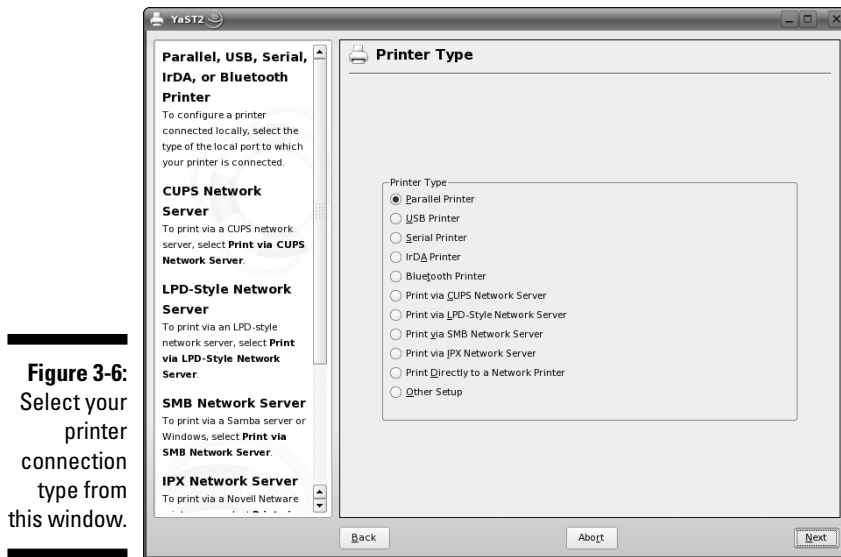 YaST2
Parallel, USB, Serial,
IrDA, or Bluetooth
Printer
To configure a printer
connected locally, select the
type of the local port to which
your printer is connected.
CUPS Network
Server
To print via a CUPS network
server, select Print via CUPS
Network Server.
LPD-Style Network
Server
To print via an LPD-style
network server, select Print
via LPD-Style Network
Server.
SMB Network Server
To print via a Samba server or
Windows, select Print via
SMB Network Server.
IPX Network Server
To print via a Novell Netware
Printer Type
Printer Type
Parallel Printer
USB Printer
Serial Printer
IrDA Printer
Bluetooth Printer
Print via CUPS Network Server
Print via LPD-Style Network Server
Print via SMB Network Server
Print via IPX Network Server
Print Directly to a Network Printer
Other Setup
Back
Abort
Next
Figure 3-6:
Select your
printer
connection
type from
this window.